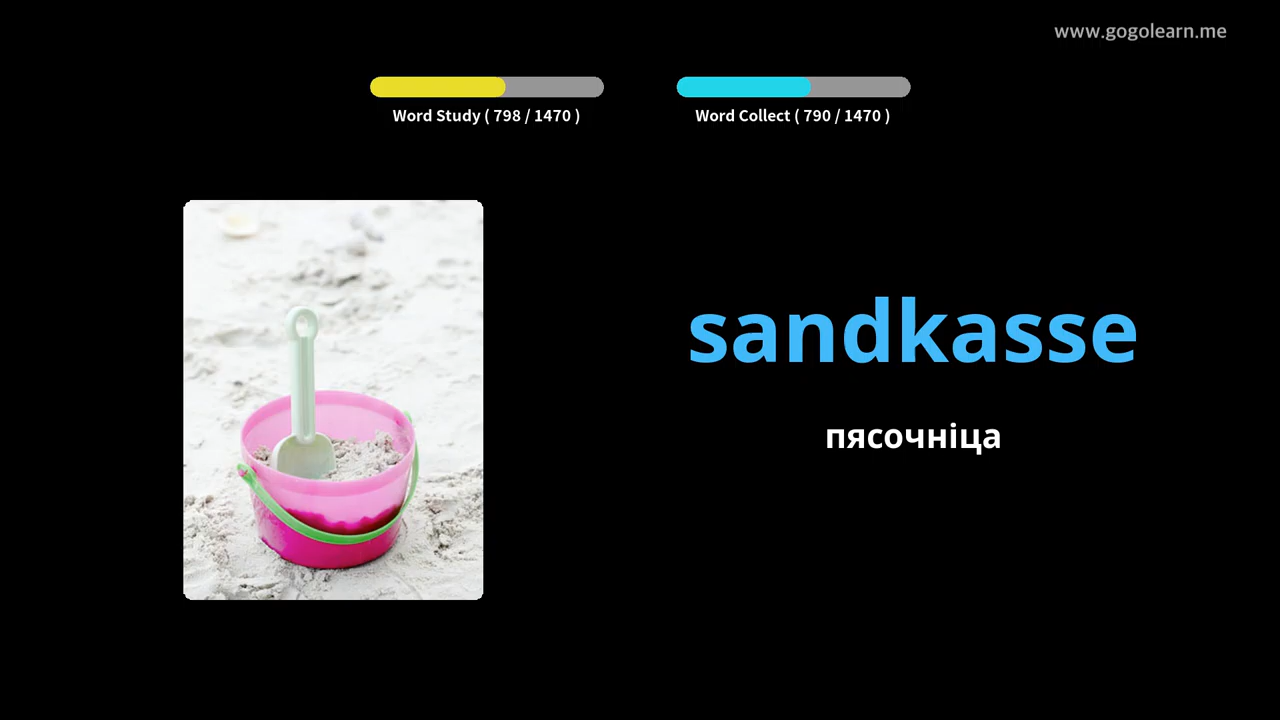 www.gogolearn.me
Word Study ( 798 / 1470 )
Word Collect ( 790 / 1470 )
sandkasse
пясочніца